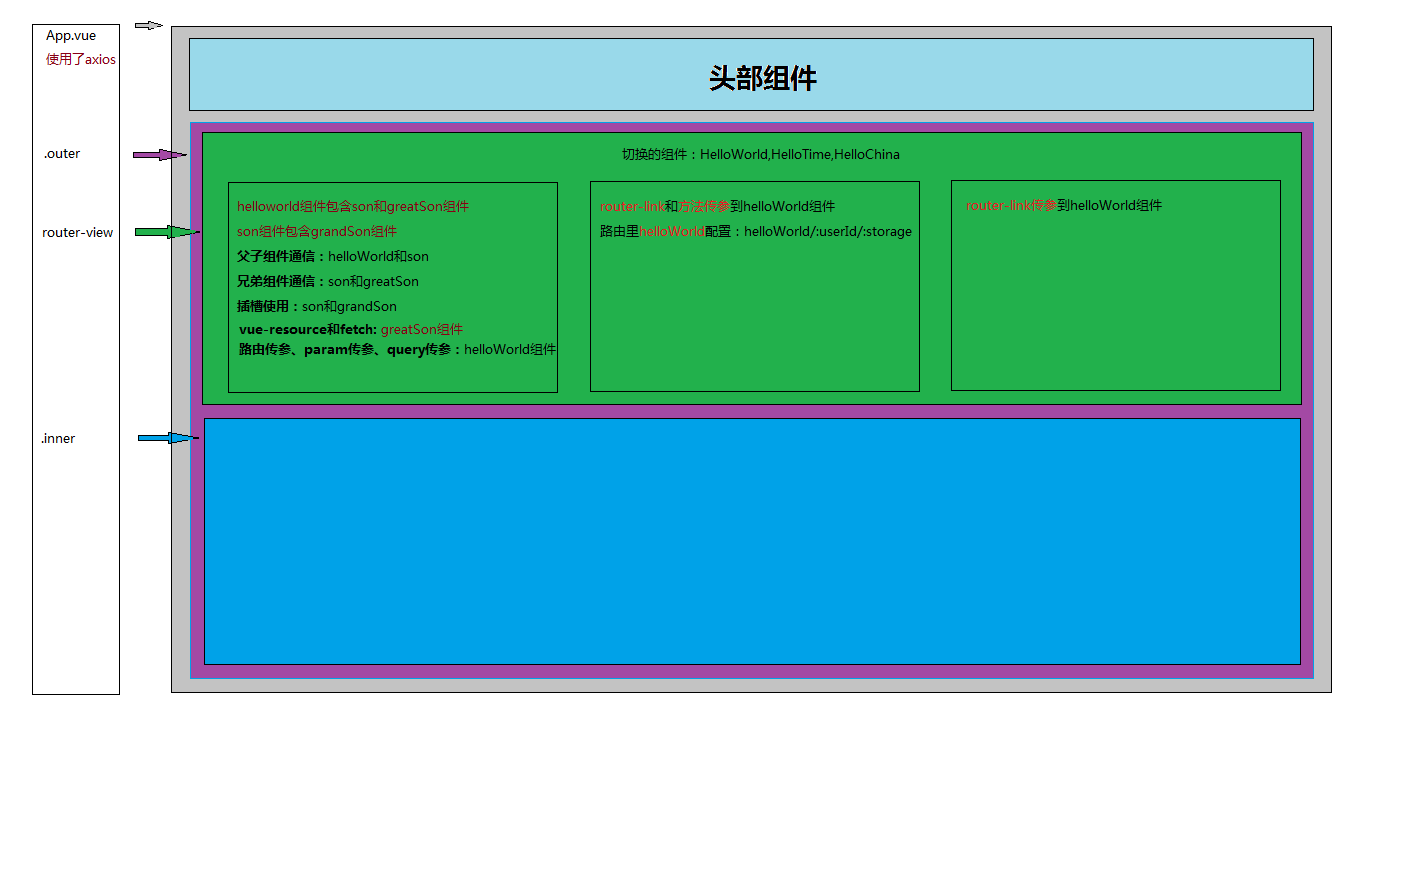 App.vue
使用了axios
.outer
router-view
.inner
头部组件
切换的组件：HelloWorld,HelloTime,HelloChina
helloworld组件包含son和greatSon组件
son组件包含grandSon组件
父子组件通信：helloWorld和son
兄弟组件通信：son和greatSon
插槽使用：son和grandSon
vue-resource和fetch: greatSon组件
路由传参、param传参、query传参：helloWorld组件
router-link和方法传参到helloWorld组件
路由里helloWorld配置：helloWorld/:userId/:storage
router-link传参到helloWorld组件